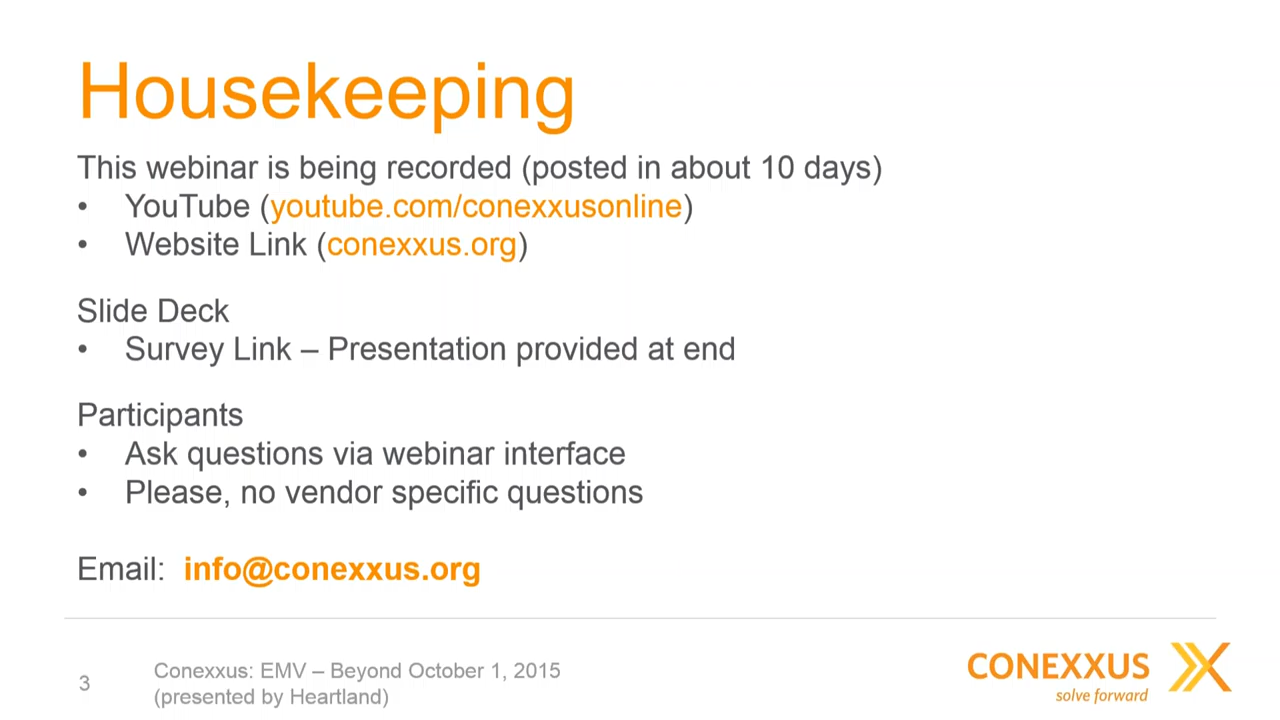 Housekeeping
This webinar is being recorded (posted in about 10 days)
• YouTube (youtube.com/conexxusonline)
• Website Link (conexxus.org)
Slide Deck
• Survey Link – Presentation provided at end
Participants
• Ask questions via webinar interface
• Please, no vendor specific questions
Email: info@conexxus.org
3
Conexxus: EMV – Beyond October 1, 2015
(presented by Heartland)
CONEXXUS
solve forward